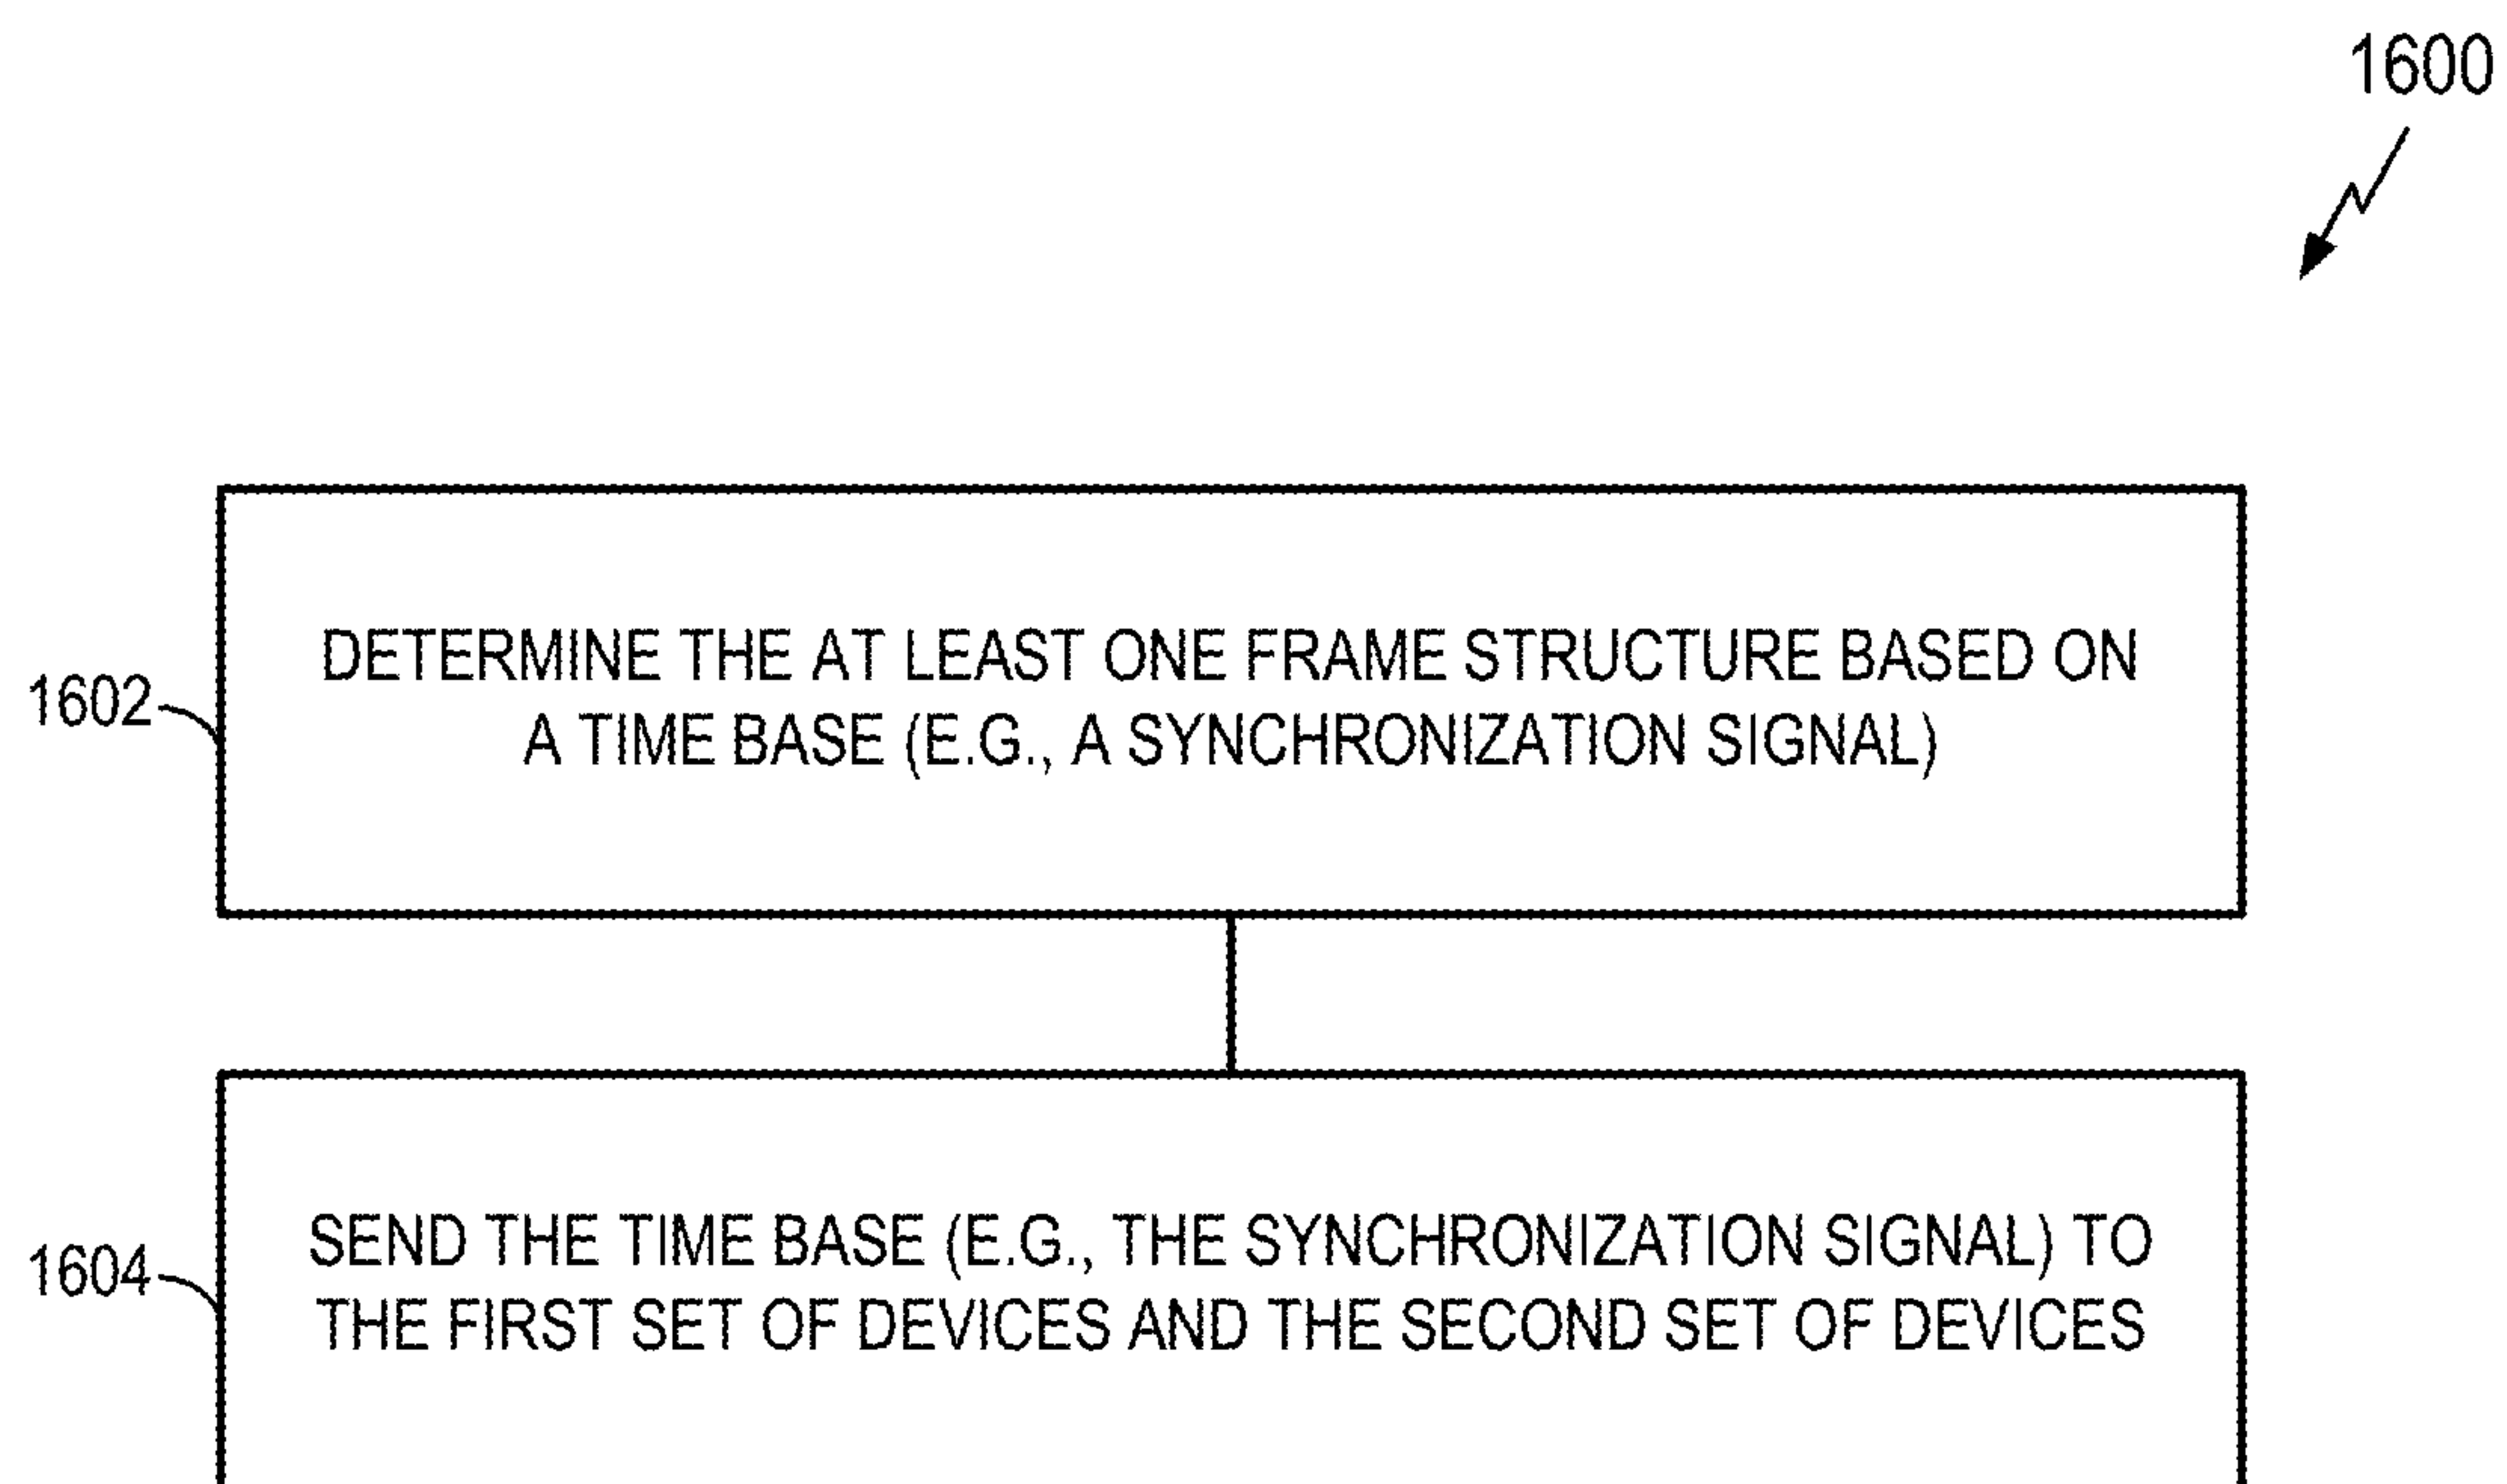 1600
DETERMINE THE AT LEAST ONE FRAME STRUCTURE BASED ON
A TIME BASE (E.G., A SYNCHRONIZATION SIGNAL)
1602
SEND THE TIME BASE (E.G., THE SYNCHRONIZATION SIGNAL) TO
THE FIRST SET OF DEVICES AND THE SECOND SET OF DEVICES
1604